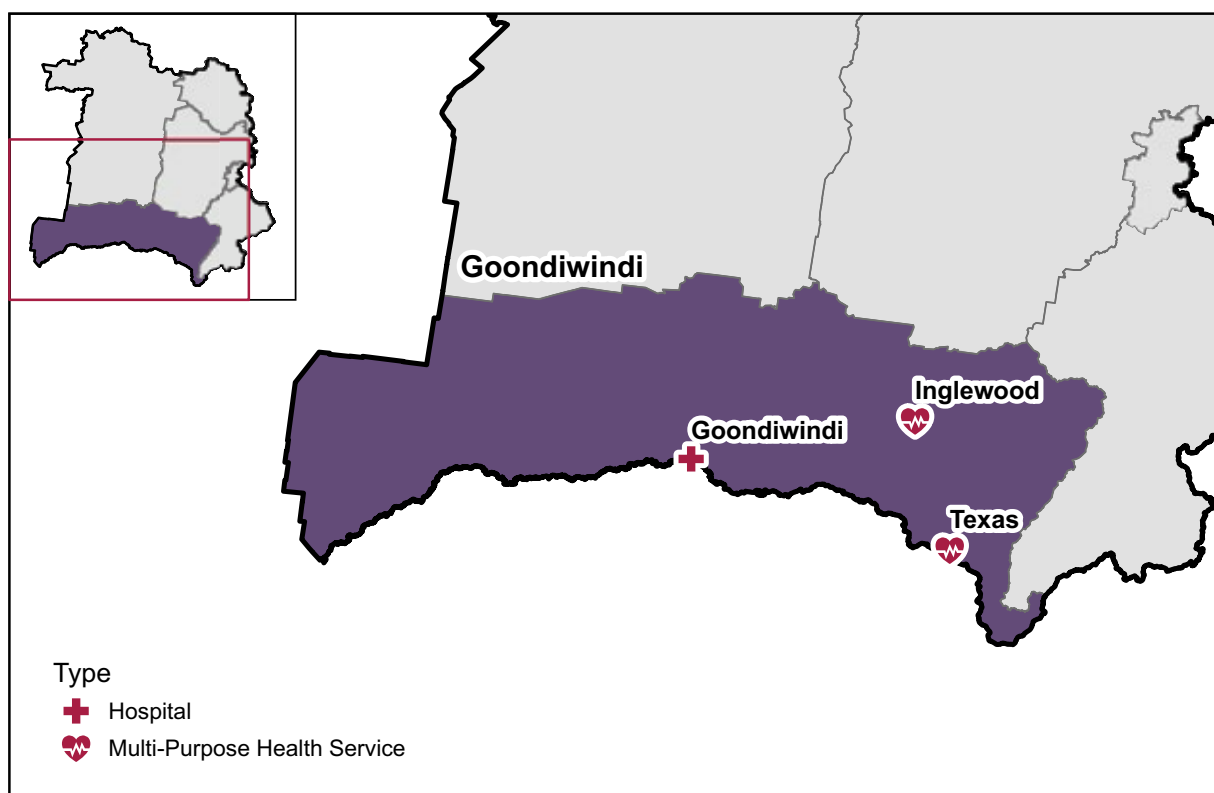 Goondiwindi
Inglewood
Goondiwindi
Texas
Type
Hospital
Multi-Purpose Health Service